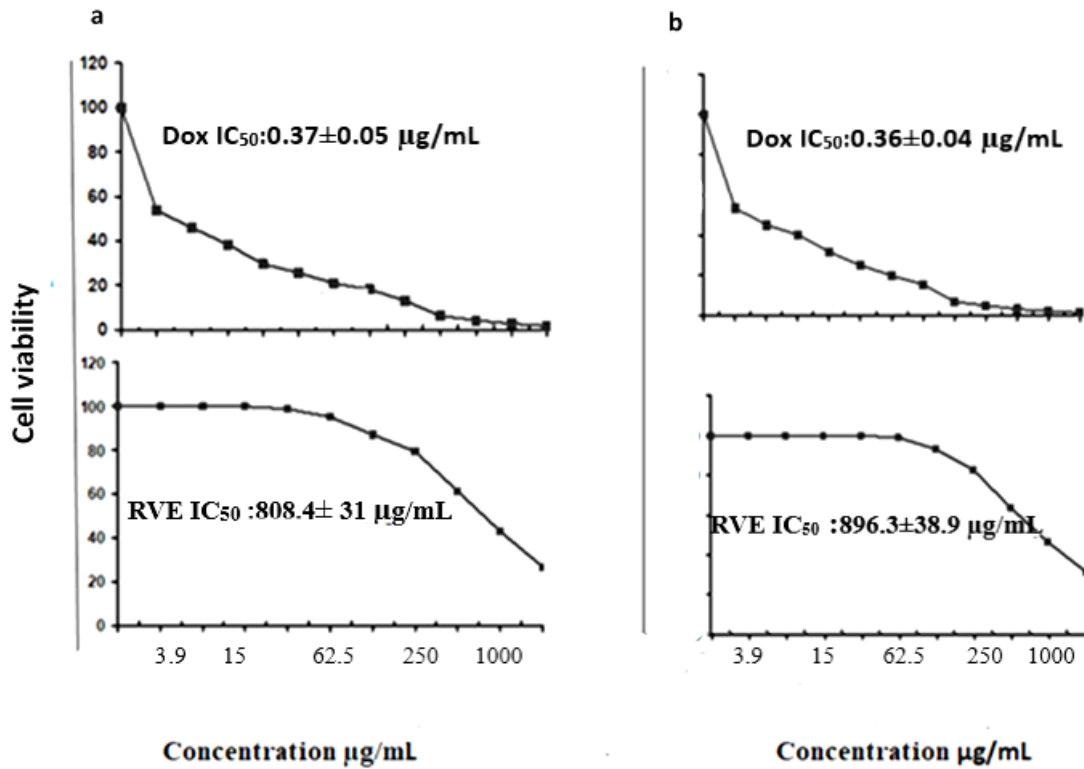 a
b
120
100
80
60
40
20
0
Dox IC₅₀:0.37±0.05 μg/mL
Dox IC₅₀:0.36±0.04 μg/mL
Cell viability
120
100
80
60
40
20
0
RVE IC₅₀ :808.4± 31 μg/mL
RVE IC₅₀ :896.3±38.9 μg/mL
3.9 15 62.5 250 1000
3.9 15 62.5 250 1000
Concentration μg/mL
Concentration μg/mL